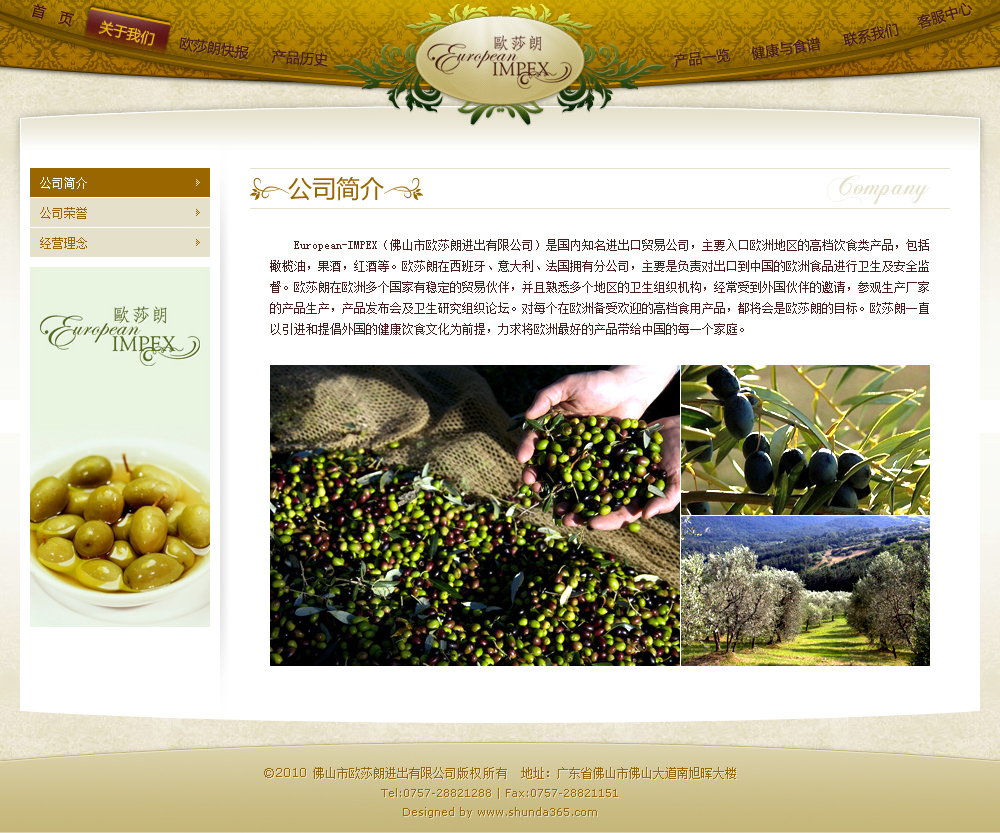 首 页
关于我们
欧莎朗快报
产品历史
歐莎朗
European
IMPEX
产品一览
健康与食谱
联系我们
客服中心
公司简介
公司荣誉
经营理念
歐莎朗
European
IMPEX
公司简介
Company
European-IMPEX（佛山市欧莎朗进出有限公司）是国内知名进出口贸易公司，主要入口欧洲地区的高档饮食类产品，包括
橄榄油，果酒，红酒等。欧莎朗在西班牙、意大利、法国拥有分公司，主要是负责对出口到中国的欧洲食品进行卫生及安全监
督。欧莎朗在欧洲多个国家有稳定的贸易伙伴，并且熟悉多个地区的卫生组织机构，经常受到外国伙伴的邀请，参观生产厂家
的产品生产，产品发布会及卫生研究组织论坛。对每个在欧洲备受欢迎的高档食用产品，都将会是欧莎朗的目标。欧莎朗一直
以引进和提倡外国的健康饮食文化为前提，力求将欧洲最好的产品带给中国的每一个家庭。
©2010 佛山市欧莎朗进出有限公司版权所有 地址：广东省佛山市佛山大道南旭晖大楼
Tel:0757-28821288 | Fax:0757-28821151
Designed by www.shunda365.com